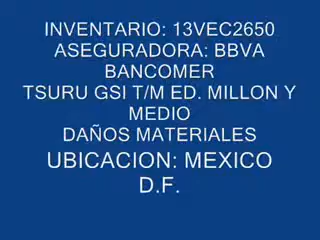 INVENTARIO: 13VEC2650
ASEGURADORA: BBVA
BANCOMER
TSURU GSI T/M ED. MILLON Y
MEDIO
DAÑOS MATERIALES
UBICACION: MEXICO
D.F.